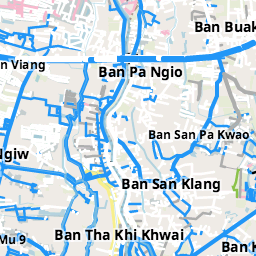 Ban Buak
n Viang
Ban Pa Ngio
Ban San Pa Kwao
Ngiw
Ban San Klang
Ban Tha Khi Khwai
Mu 9
Ban K